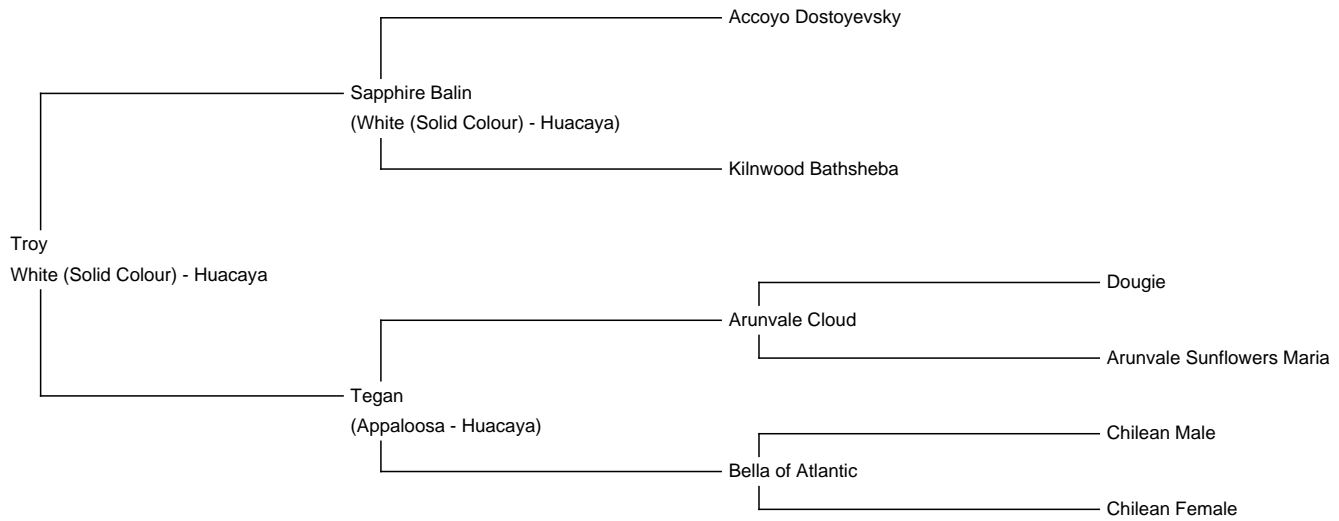 Accoyo Dostoyevsky
Sapphire Balin
(White (Solid Colour) - Huacaya)
Kilnwood Bathsheba
Troy
White (Solid Colour) - Huacaya
Dougie
Arunvale Cloud
Arunvale Sunflowers Maria
Tegan
(Appaloosa - Huacaya)
Chilean Male
Bella of Atlantic
Chilean Female